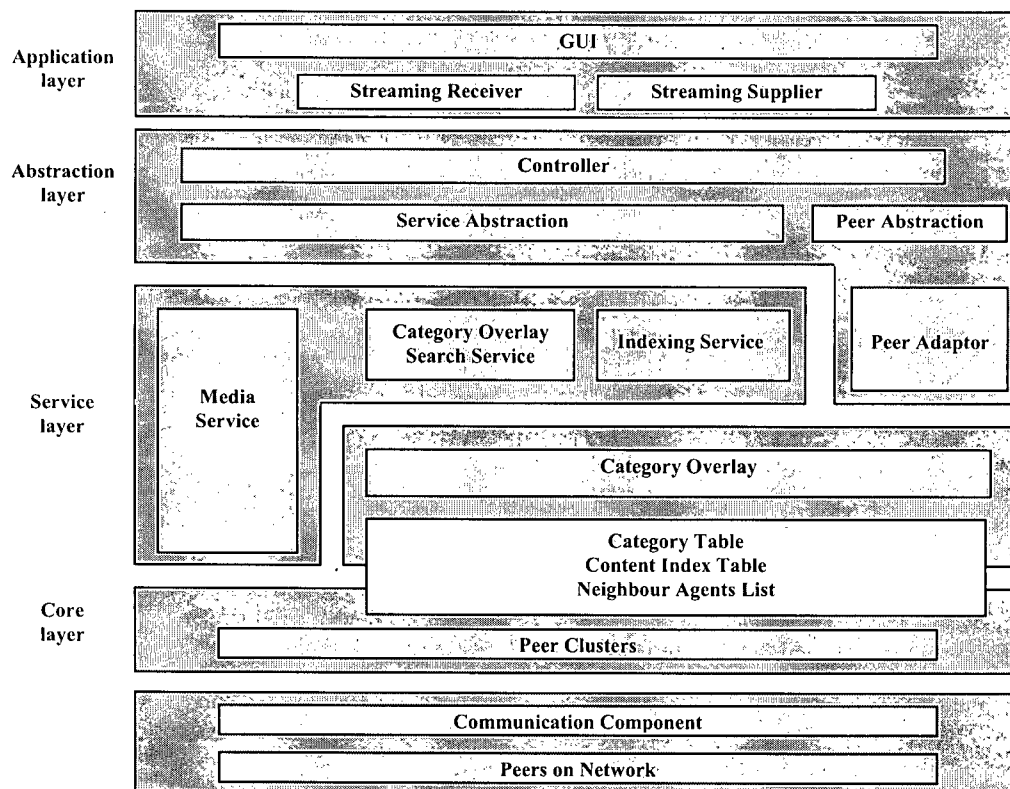 Application
layer
GUI
Streaming Receiver
Streaming Supplier
Abstraction
layer
Controller
Service Abstraction
Peer Abstraction
Service
layer
Media
Service
Category Overlay
Search Service
Indexing Service
Peer Adaptor
Category Overlay
Category Table
Content Index Table
Neighbour Agents List
Core
layer
Peer Clusters
Communication Component
Peers on Network